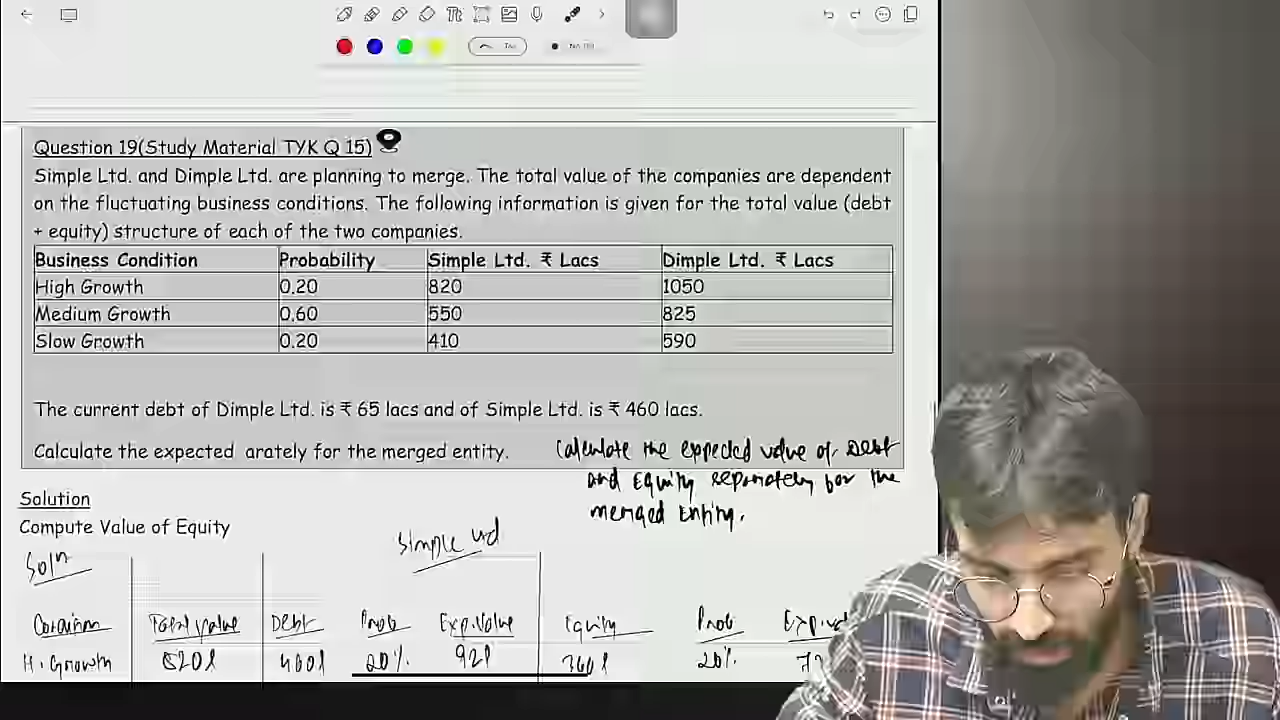 Question 19(Study Material TYK Q 15)
Simple Ltd. and Dimple Ltd. are planning to merge. The total value of the companies are dependent
on the fluctuating business conditions. The following information is given for the total value (debt
+ equity) structure of each of the two companies.
Business Condition Probability Simple Ltd. ₹ Lacs Dimple Ltd. ₹ Lacs
High Growth 0.20 820 1050
Medium Growth 0.60 550 825
Slow Growth 0.20 410 590
The current debt of Dimple Ltd. is ₹ 65 lacs and of Simple Ltd. is ₹ 460 lacs.
Calculate the expected arately for the merged entity.
Calculate the expected value of Debt
and Equity separately for the
merged Entity.
Solution
Compute Value of Equity
Simple Ltd
Solⁿ
Condition Total Value Debt Prob Exp.Value Equity Prob
H. Growth 820l 460l 20% 92l 360l 20%